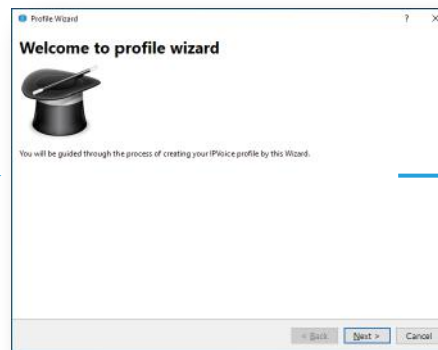 Profile Wizard ? ×
Welcome to profile wizard
You will be guided through the process of creating your IPVoice profile by this Wizard.
< Back Next > Cancel